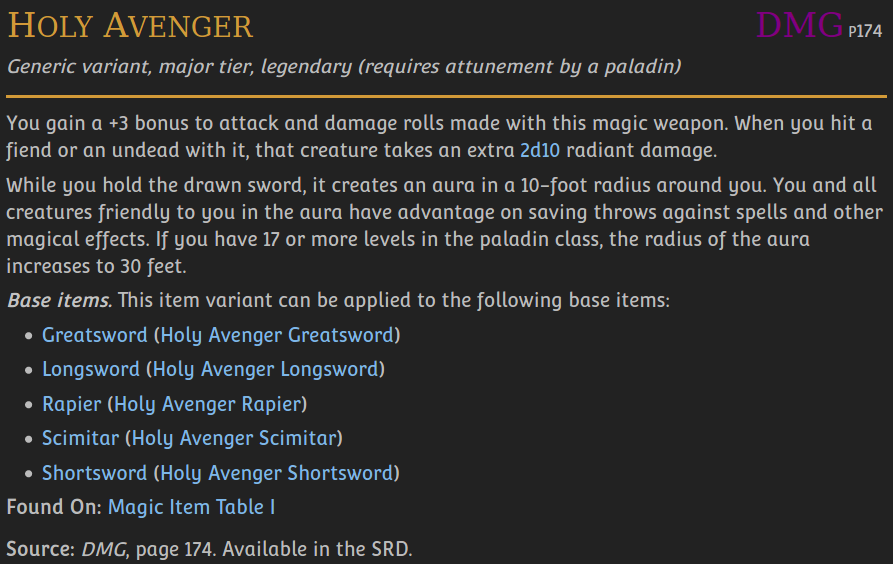 HOLY AVENGER DMG P174
Generic variant, major tier, legendary (requires attunement by a paladin)
You gain a +3 bonus to attack and damage rolls made with this magic weapon. When you hit a
fiend or an undead with it, that creature takes an extra 2d10 radiant damage.
While you hold the drawn sword, it creates an aura in a 10-foot radius around you. You and all
creatures friendly to you in the aura have advantage on saving throws against spells and other
magical effects. If you have 17 or more levels in the paladin class, the radius of the aura
increases to 30 feet.
Base items. This item variant can be applied to the following base items:
• Greatsword (Holy Avenger Greatsword)
• Longsword (Holy Avenger Longsword)
• Rapier (Holy Avenger Rapier)
• Scimitar (Holy Avenger Scimitar)
• Shortsword (Holy Avenger Shortsword)
Found On: Magic Item Table I
Source: DMG, page 174. Available in the SRD.